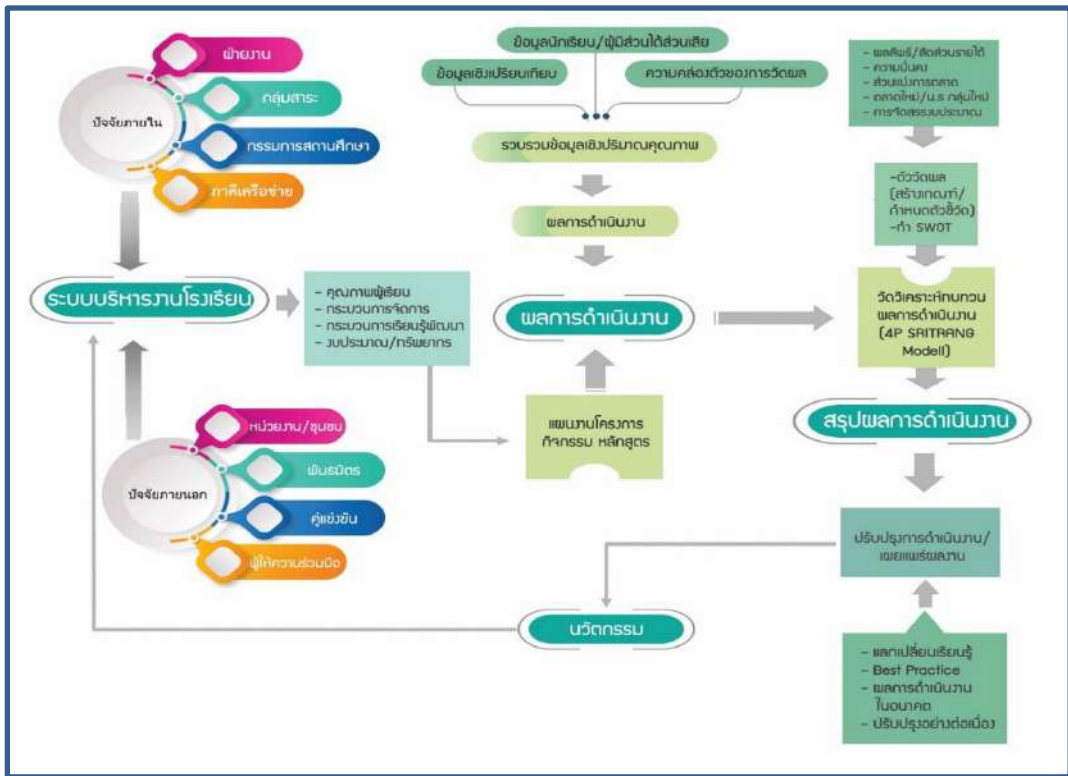 ปัจจัยภายใน
ฝ่ายงาน
กลุ่มสาระ
กรรมการสถานศึกษา
ภาคีเครือข่าย
ระบบบริหารงานโรงเรียน
ปัจจัยภายนอก
หน่วยงาน/ชุมชน
พันธมิตร
คู่แข่งขัน
ผู้ให้ความร่วมมือ
- คุณภาพผู้เรียน
- กระบวนการจัดการ
- กระบวนการเรียนรู้พัฒนา
- งบประมาณ/ทรัพยากร
ข้อมูลนักเรียน/ผู้มีส่วนได้ส่วนเสีย
ข้อมูลเชิงเปรียบเทียบ
ความคล่องตัวของการวัดผล
รวบรวมข้อมูลเชิงปริมาณคุณภาพ
ผลการดำเนินงาน
ผลการดำเนินงาน
แผนงานโครงการ
กิจกรรม หลักสูตร
- ผลลัพธ์/สัดส่วนรายได้
- ความมั่นคง
- ส่วนแบ่งการตลาด
- ตลาดใหม่/น.ร กลุ่มใหม่
- การจัดสรรงบประมาณ
-ตัววัดผล
(สร้างเกณฑ์/
กำหนดตัวชี้วัด)
-ทำ SWOT
วัดวิเคราะห์ทบทวน
ผลการดำเนินงาน
(4P SRITRANG
Modell)
สรุปผลการดำเนินงาน
ปรับปรุงการดำเนินงาน/
เผยแพร่ผลงาน
- แลกเปลี่ยนเรียนรู้
- Best Practice
- ผลการดำเนินงาน
ในอนาคต
- ปรับปรุงอย่างต่อเนื่อง
นวัตกรรม